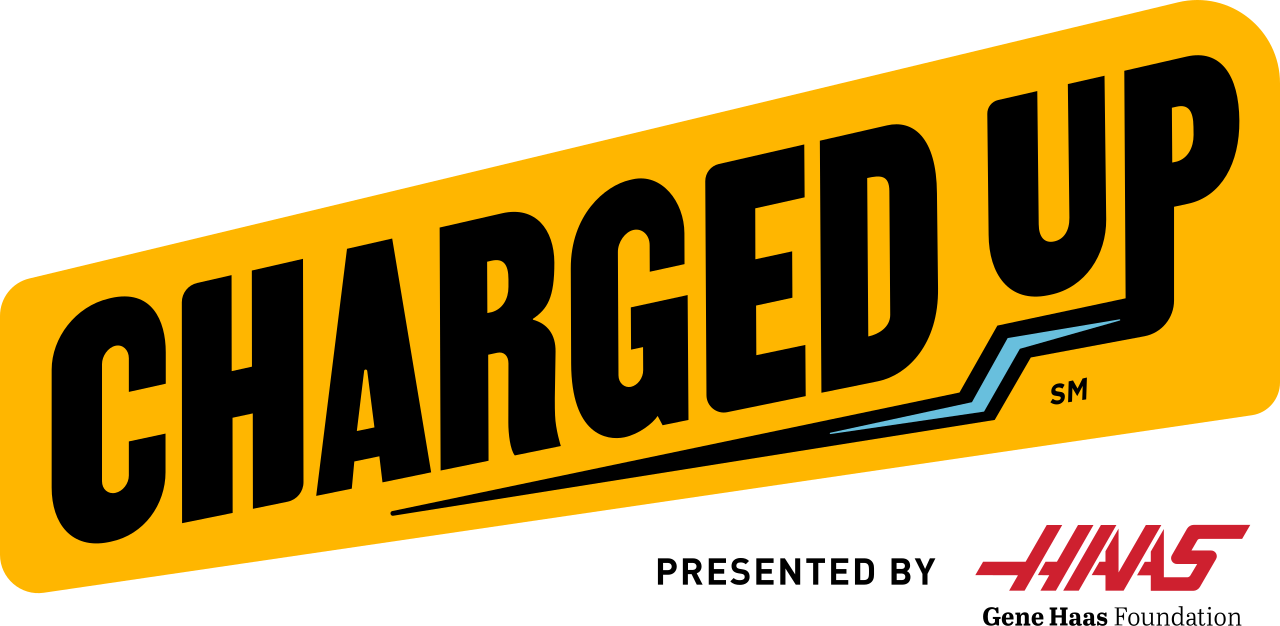 CHARGED UP
SM
PRESENTED BY
HAAS
Gene Haas Foundation